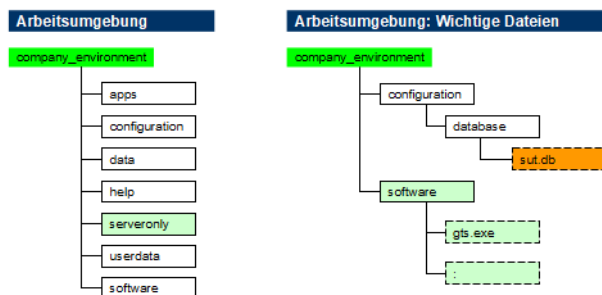 Arbeitsumgebung
company_environment
apps
configuration
data
help
serveronly
userdata
software
Arbeitsumgebung: Wichtige Dateien
company_environment
configuration
database
sut.db
software
gts.exe
: